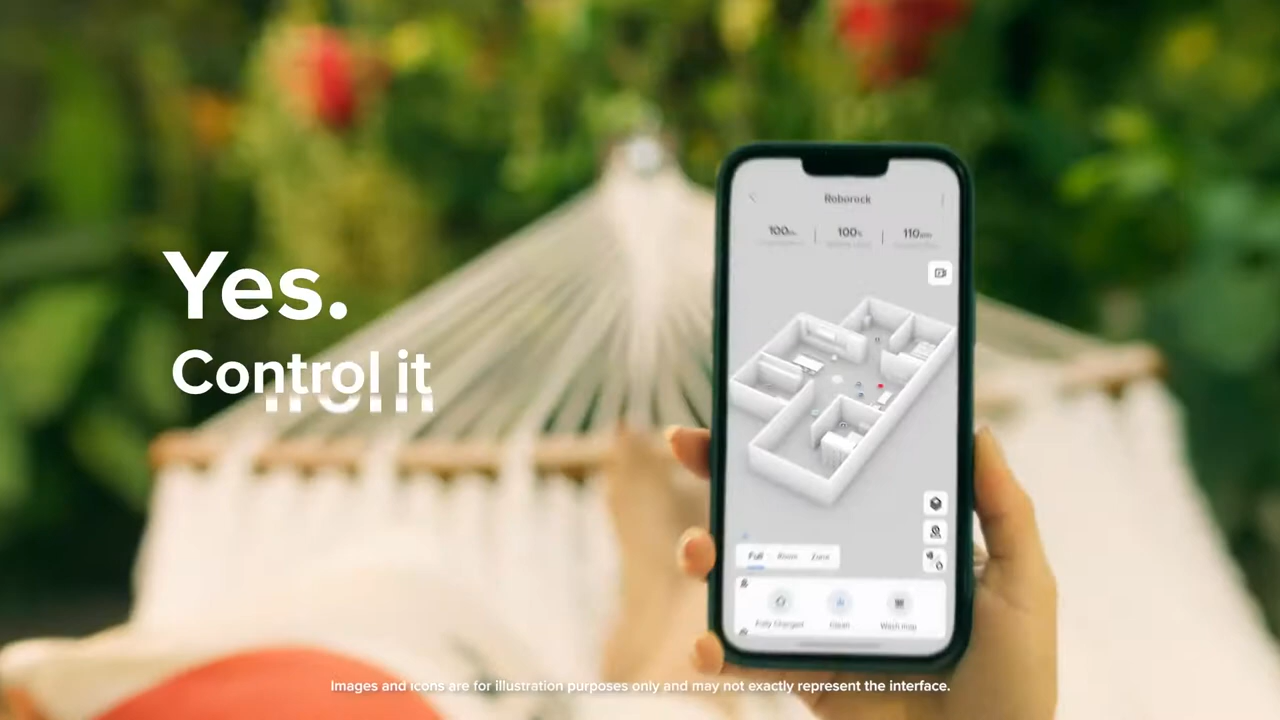 Yes.
Control it
Roborock
100
100%
110
Full Room Zone
Fully Charged Clean Wash mop
Images and icons are for illustration purposes only and may not exactly represent the interface.